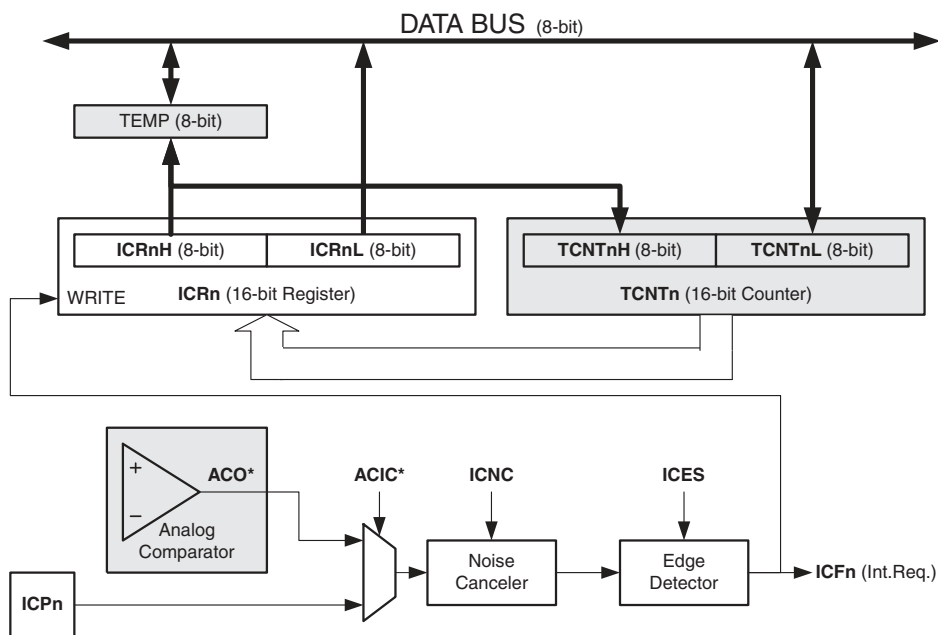 DATA BUS (8-bit)
TEMP (8-bit)
ICRnH (8-bit)
ICRnL (8-bit)
TCNTnH (8-bit)
TCNTnL (8-bit)
WRITE
ICRn (16-bit Register)
TCNTn (16-bit Counter)
+
−
ACO*
Analog
Comparator
ACIC*
ICNC
ICES
Noise
Canceler
Edge
Detector
ICFn (Int.Req.)
ICPn